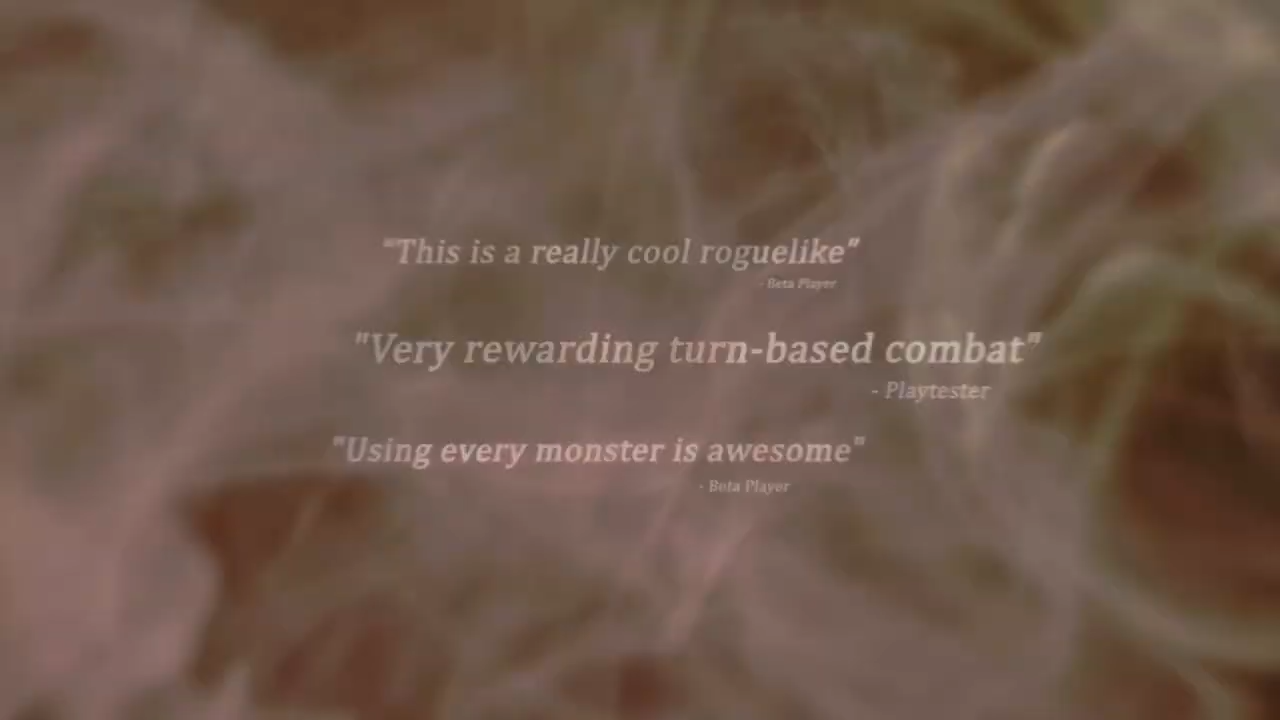 "This is a really cool roguelike"
- Beta Player
"Very rewarding turn-based combat"
- Playtester
"Using every monster is awesome"
- Beta Player